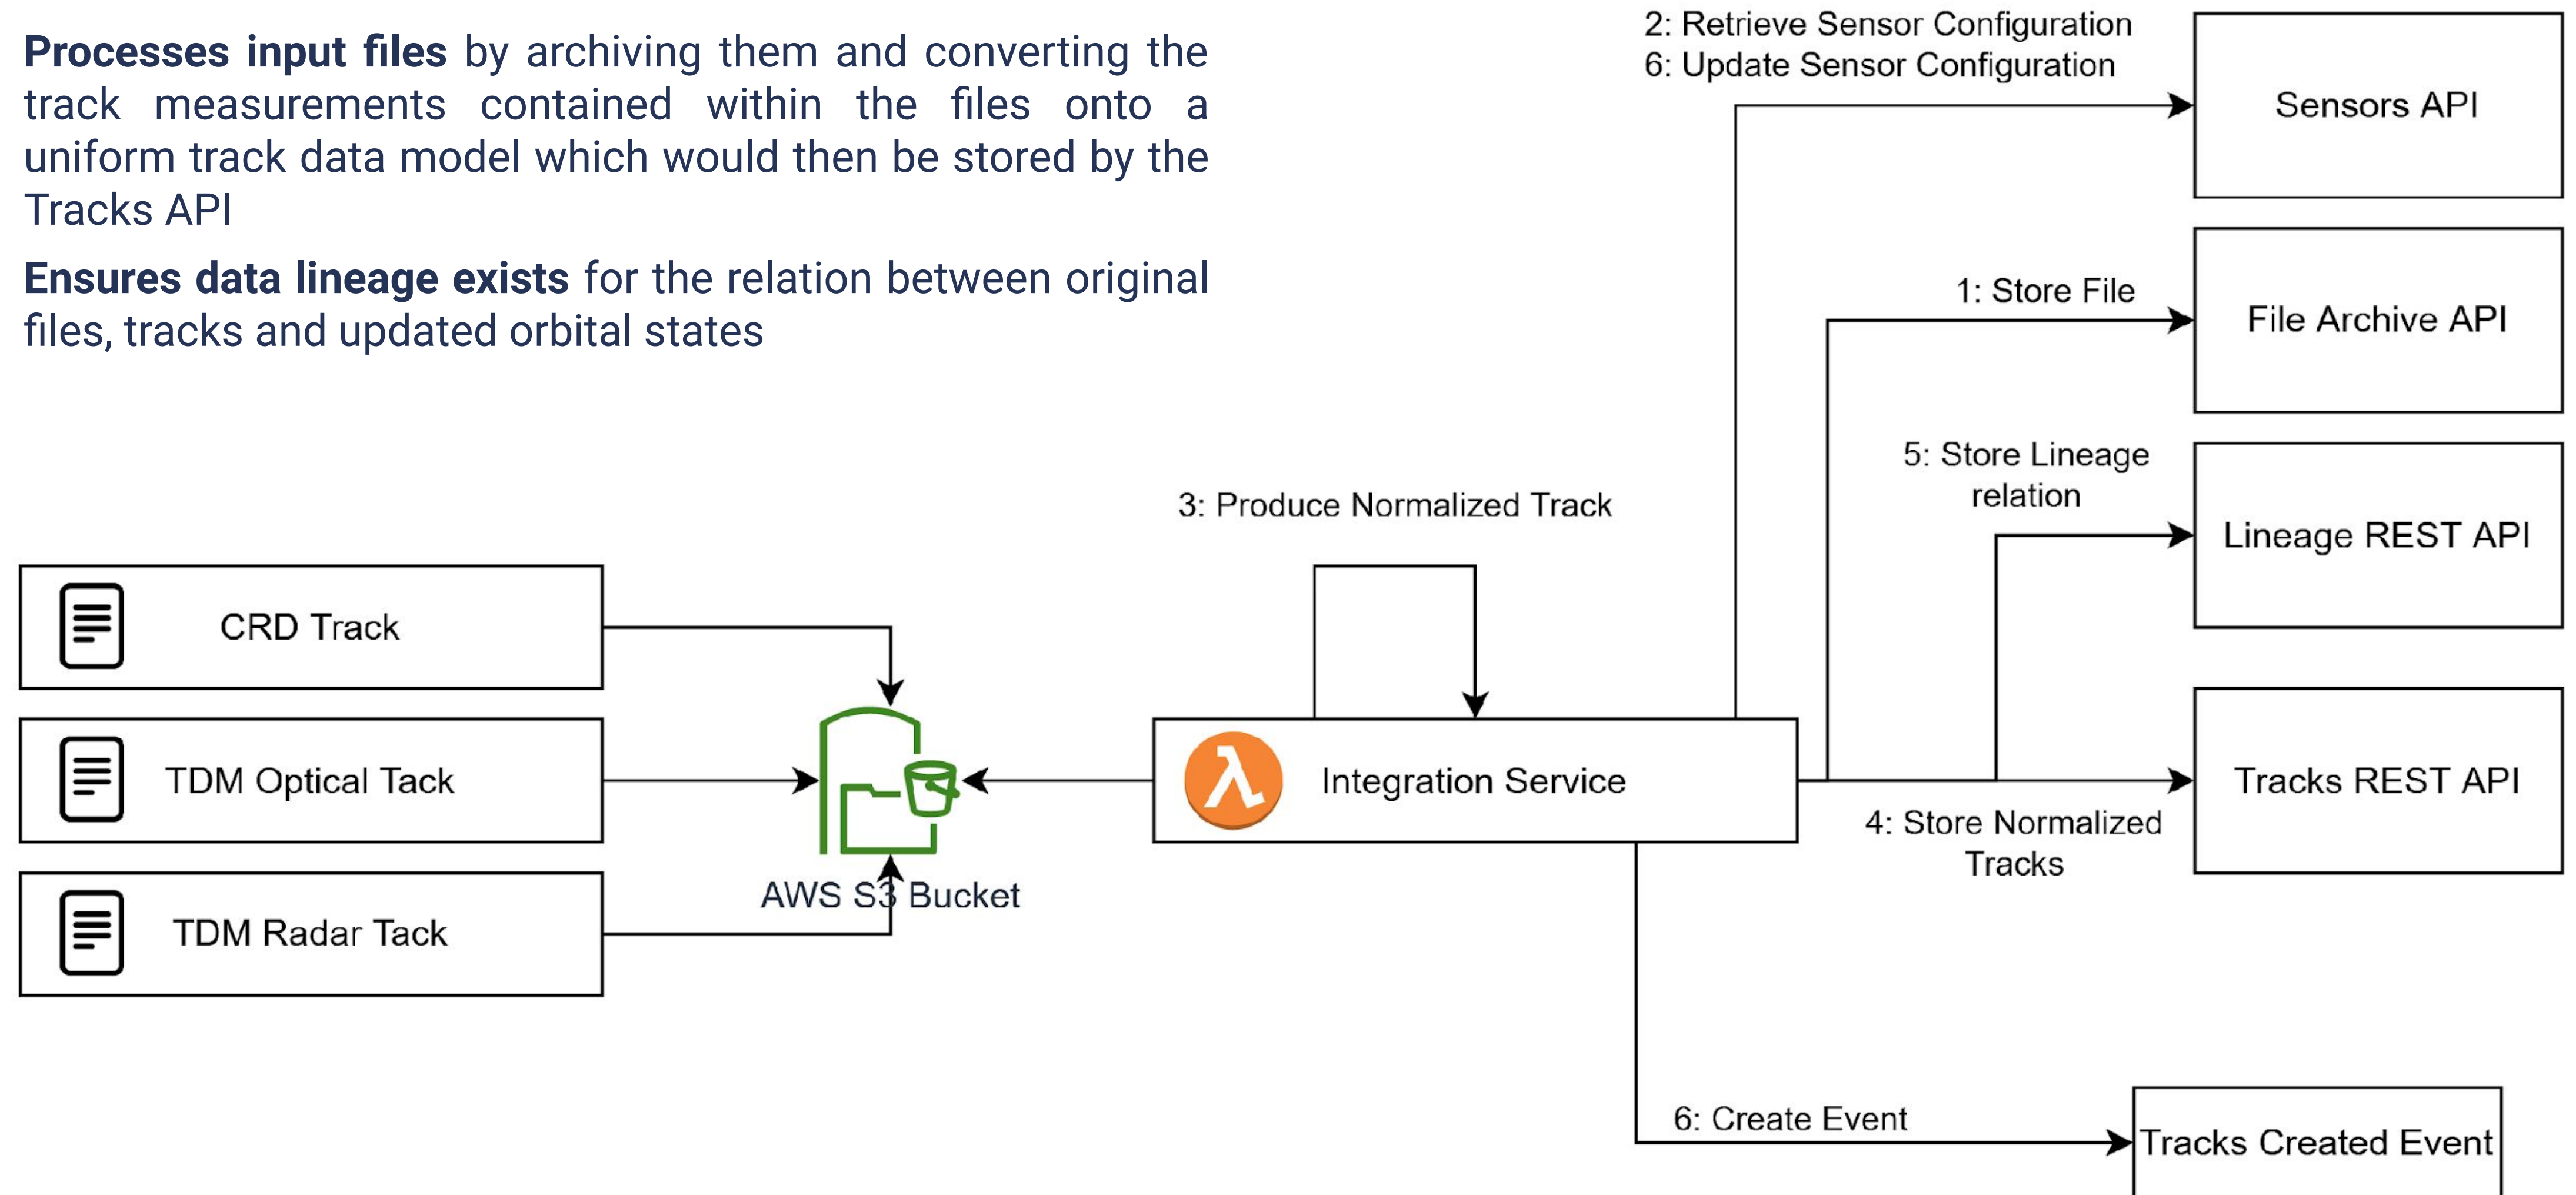 Processes input files by archiving them and converting the
track measurements contained within the files onto a
uniform track data model which would then be stored by the
Tracks API
Ensures data lineage exists for the relation between original
files, tracks and updated orbital states
2: Retrieve Sensor Configuration
6: Update Sensor Configuration
Sensors API
1: Store File
File Archive API
5: Store Lineage
relation
Lineage REST API
3: Produce Normalized Track
CRD Track
TDM Optical Tack
TDM Radar Tack
AWS S3 Bucket
Integration Service
Tracks REST API
4: Store Normalized
Tracks
6: Create Event
Tracks Created Event